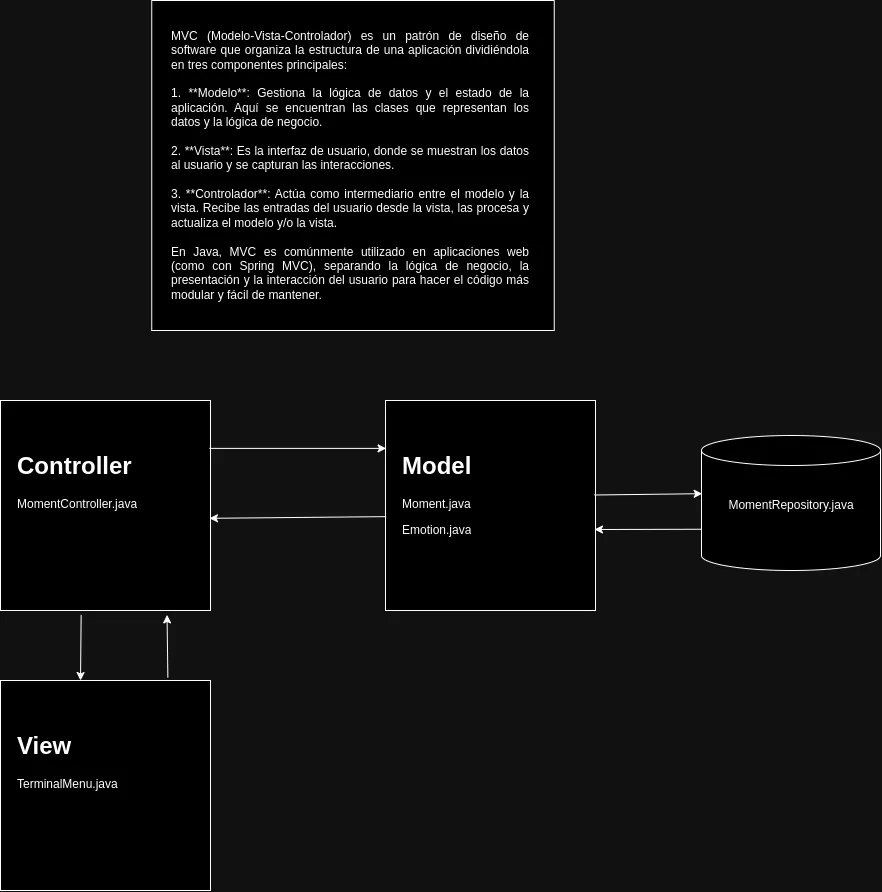 MVC (Modelo-Vista-Controlador) es un patrón de diseño de
software que organiza la estructura de una aplicación dividiéndola
en tres componentes principales:
1. **Modelo**: Gestiona la lógica de datos y el estado de la
aplicación. Aquí se encuentran las clases que representan los
datos y la lógica de negocio.
2. **Vista**: Es la interfaz de usuario, donde se muestran los datos
al usuario y se capturan las interacciones.
3. **Controlador**: Actúa como intermediario entre el modelo y la
vista. Recibe las entradas del usuario desde la vista, las procesa y
actualiza el modelo y/o la vista.
En Java, MVC es comúnmente utilizado en aplicaciones web
(como con Spring MVC), separando la lógica de negocio, la
presentación y la interacción del usuario para hacer el código más
modular y fácil de mantener.
Controller
MomentController.java
Model
Moment.java
Emotion.java
MomentRepository.java
View
TerminalMenu.java